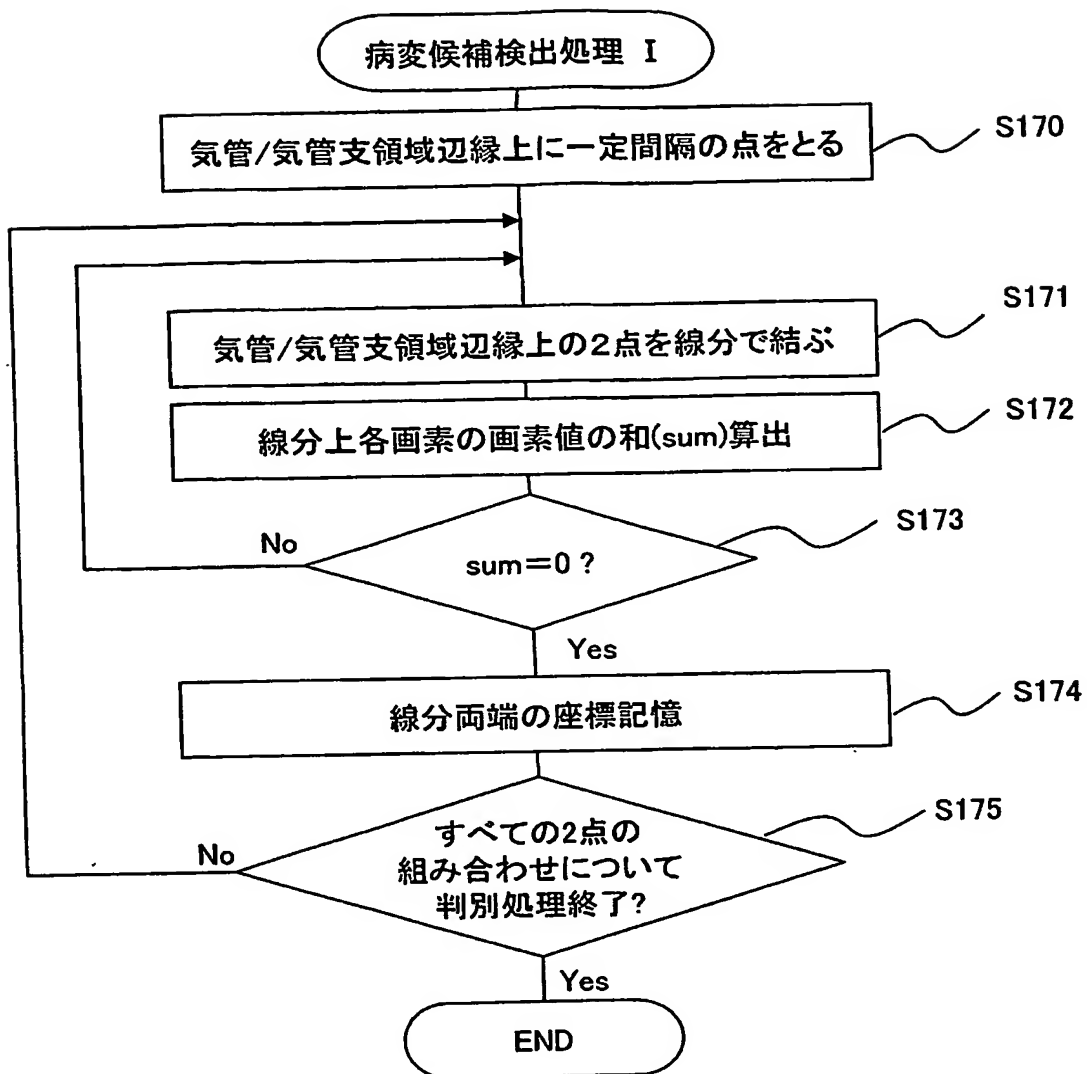 病変候補検出処理 I
気管/気管支領域辺縁上に一定間隔の点をとる
S170
S171
気管/気管支領域辺縁上の2点を線分で結ぶ
S172
線分上各画素の画素値の和(sum)算出
S173
No
sum=0?
Yes
S174
線分両端の座標記憶
S175
すべての2点の
組み合わせについて
判別処理終了?
No
Yes
END